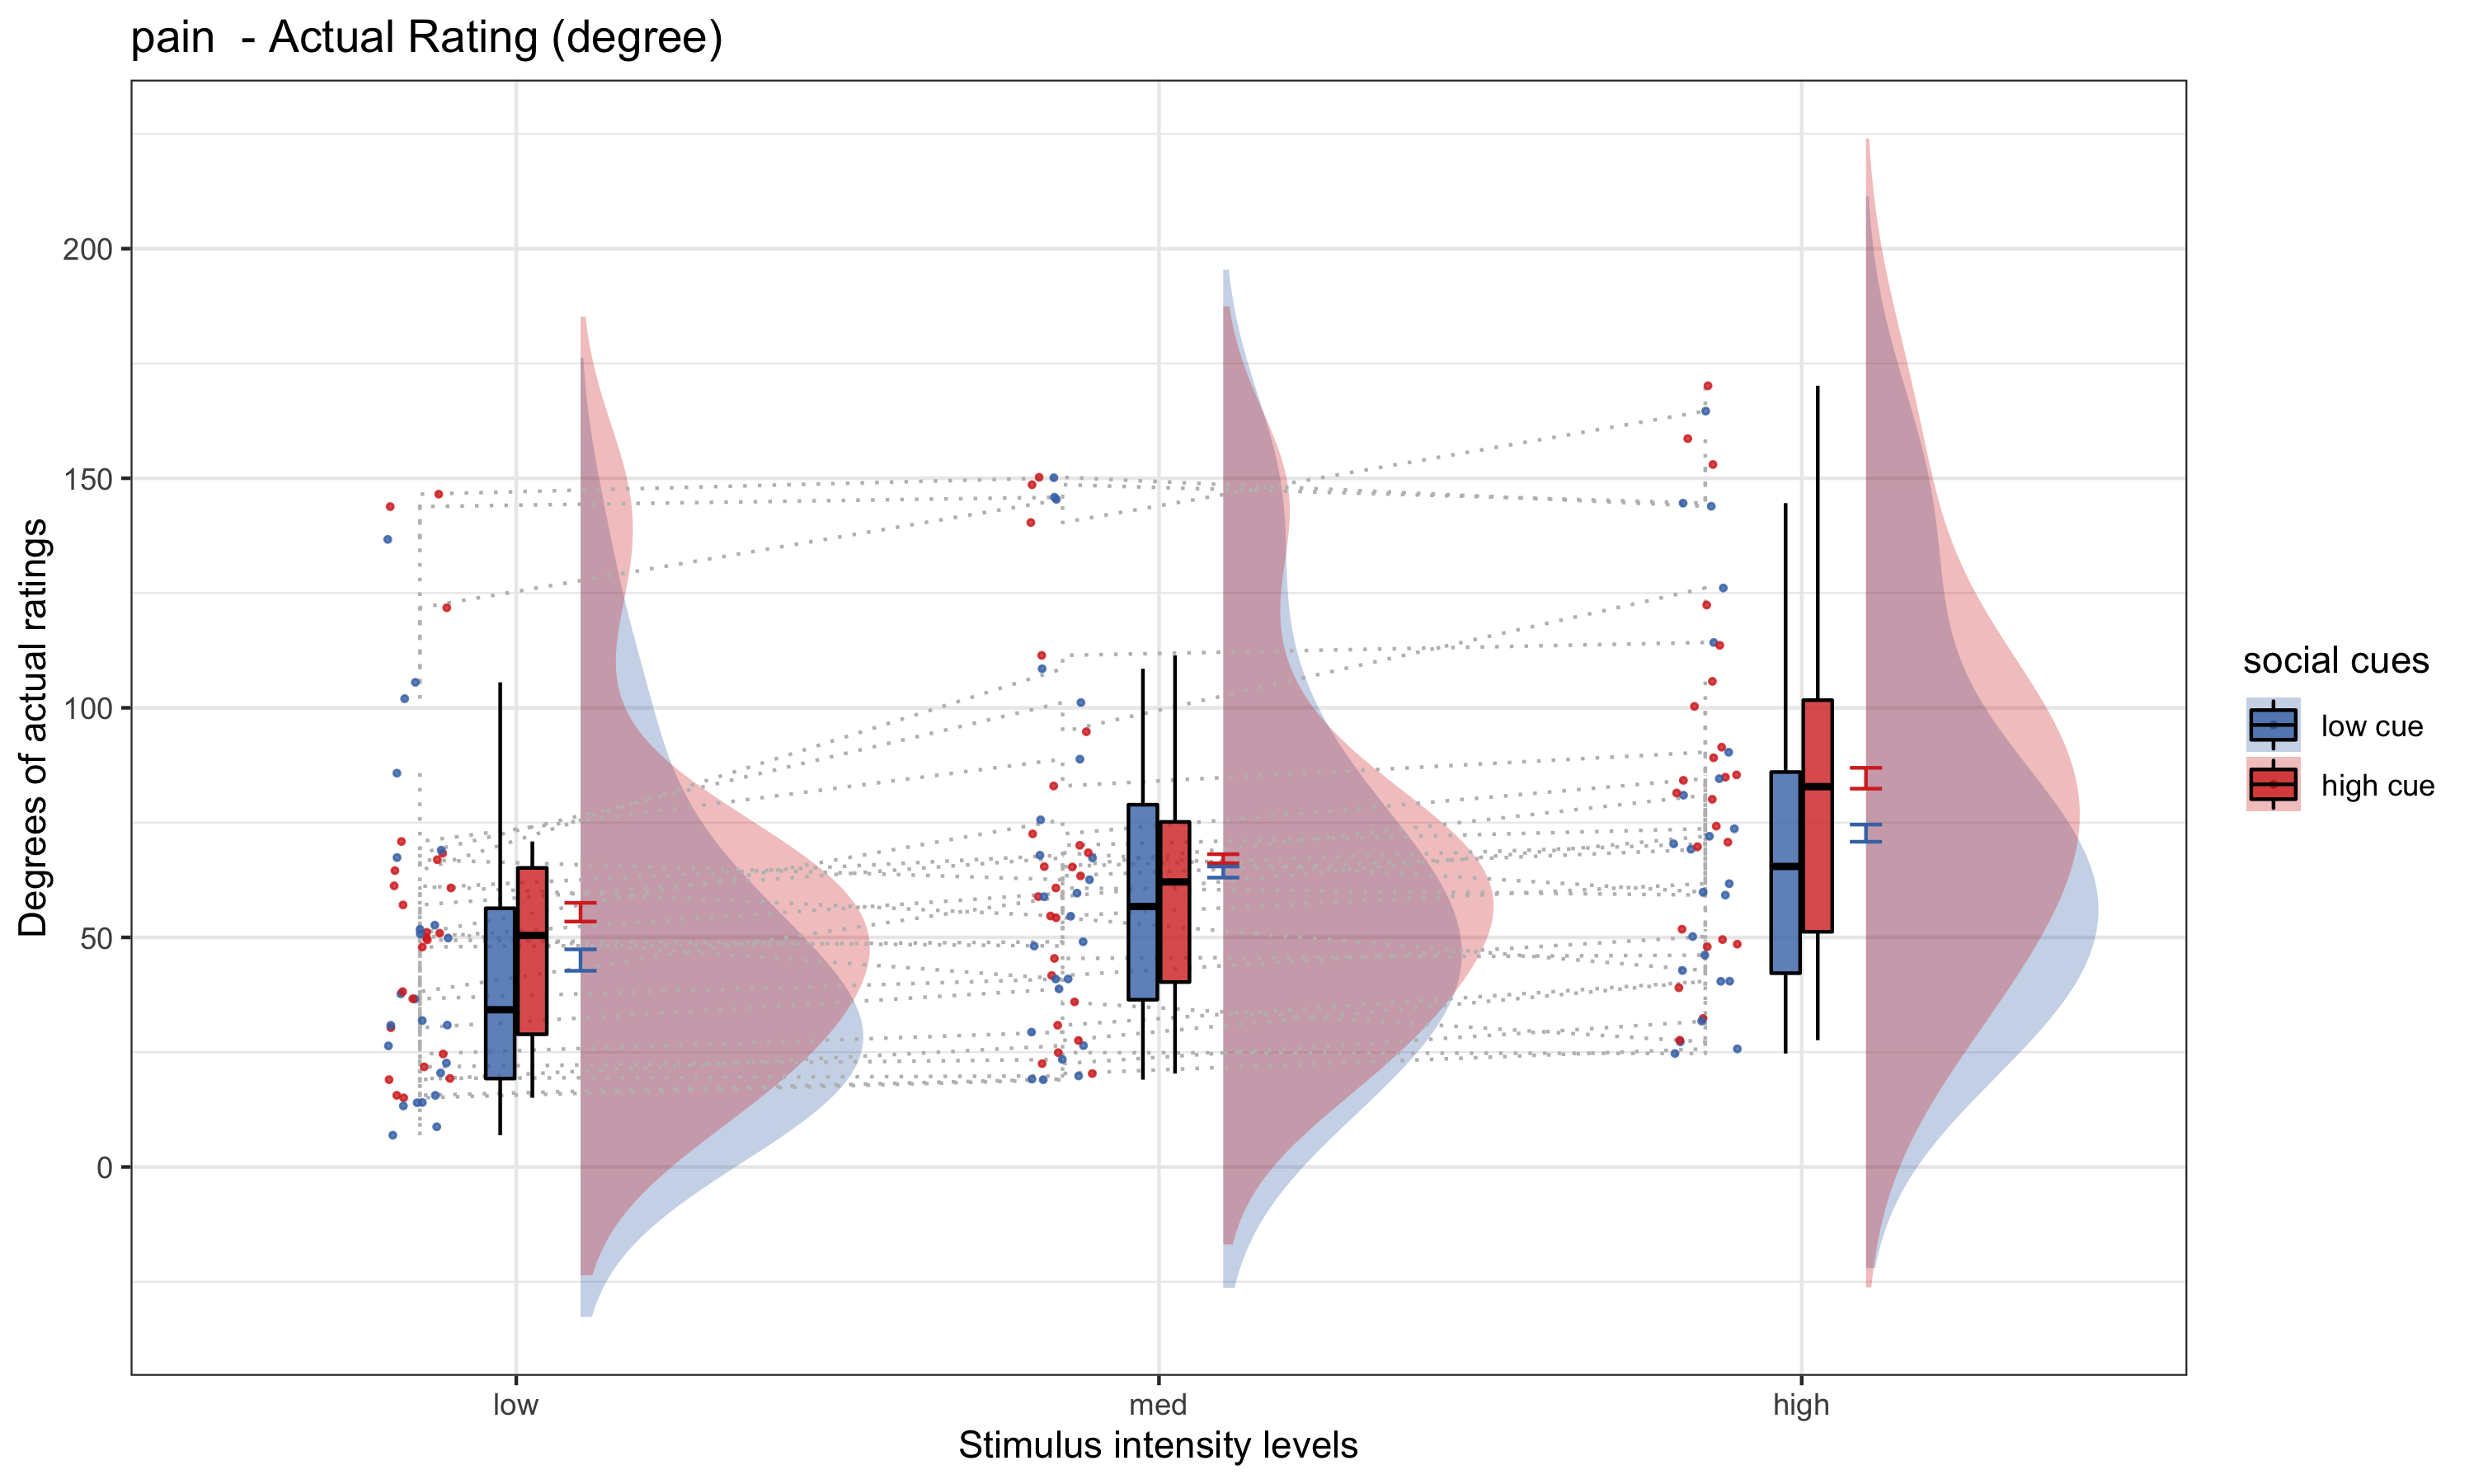 pain  - Actual Rating (degree)
Degrees of actual ratings
200
150
100
50
0
low
med
high
Stimulus intensity levels
social cues
low cue
high cue